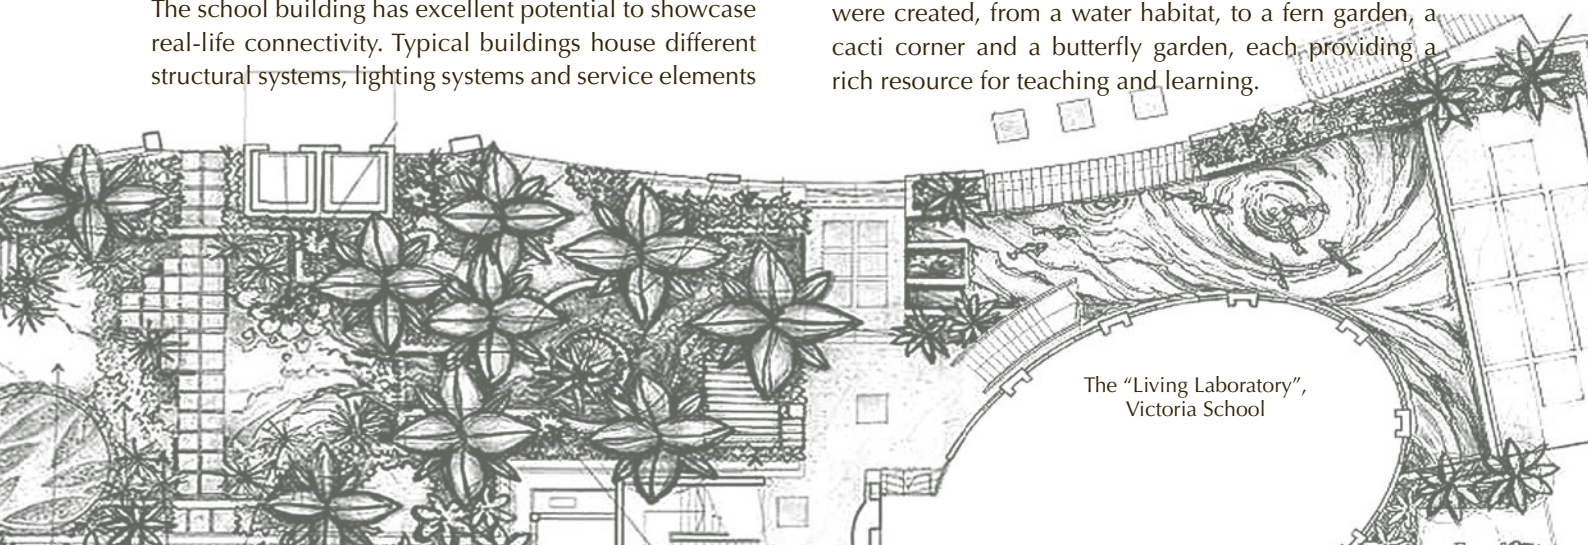 The school building has excellent potential to showcase
real-life connectivity. Typical buildings house different
structural systems, lighting systems and service elements
were created, from a water habitat, to a fern garden, a
cacti corner and a butterfly garden, each providing a
rich resource for teaching and learning.
The “Living Laboratory”,
Victoria School